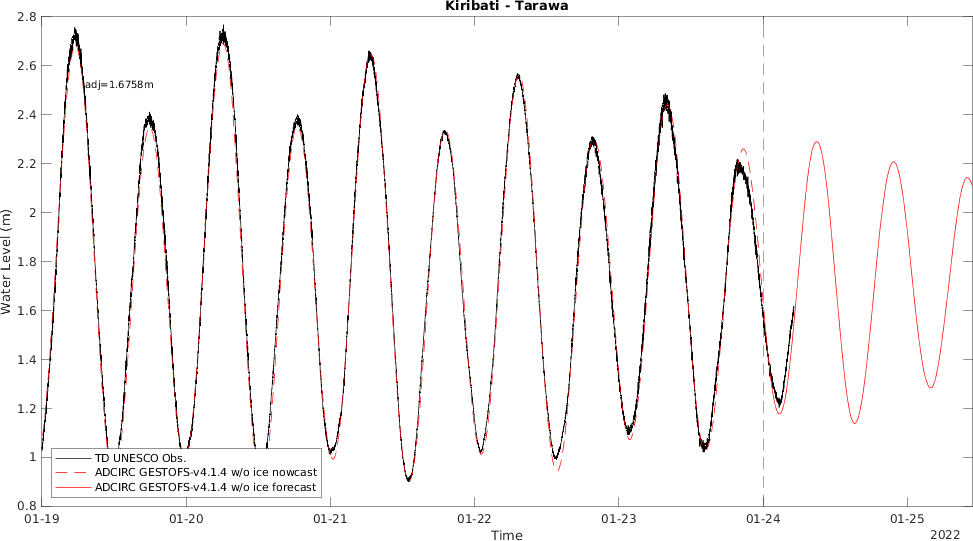 Kiribati - Tarawa
2.8
2.6
2.4
2.2
2
1.8
1.6
1.4
1.2
1
0.8
Water Level (m)
adj=1.6758m
TD UNESCO Obs.
ADCIRC GESTOFS-v4.1.4 w/o ice nowcast
ADCIRC GESTOFS-v4.1.4 w/o ice forecast
01-19 01-20 01-21 01-22 01-23 01-24 01-25
Time
2022